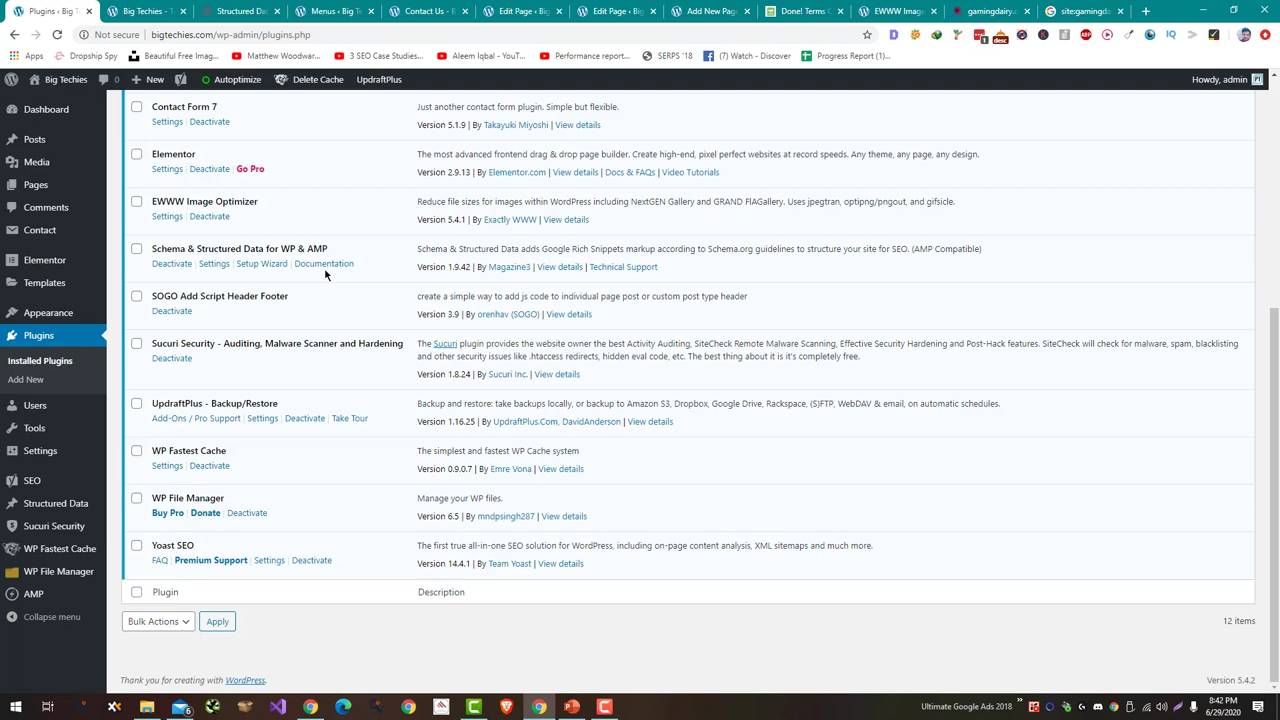 Plugins ‹ Big Te
Big Techies - T
Structured Dat
Menus ‹ Big Te
Contact Us - B
Edit Page ‹ Big
Edit Page ‹ Big
Add New Page
Done! Terms C
EWWW Image
gamingdairy.c
site:gamingda
Not secure | bigtechies.com/wp-admin/plugins.php
Apps Dropship Spy Beautiful Free Imag... Matthew Woodwar... 3 SEO Case Studies... Aleem Iqbal - YouT... Performance report... SERPS '18 (7) Watch - Discover Progress Report (1)...
Big Techies 0 New Autoptimize Delete Cache UpdraftPlus Howdy, admin
Dashboard
Posts
Media
Pages
Comments
Contact
Elementor
Templates
Appearance
Plugins
Installed Plugins
Add New
Users
Tools
Settings
SEO
Structured Data
Sucuri Security
WP Fastest Cache
WP File Manager
AMP
Collapse menu
Contact Form 7 Just another contact form plugin. Simple but flexible.
Settings | Deactivate Version 5.1.9 | By Takayuki Miyoshi | View details
Elementor The most advanced frontend drag & drop page builder. Create high-end, pixel perfect websites at record speeds. Any theme, any page, any design.
Settings | Deactivate | Go Pro Version 2.9.13 | By Elementor.com | View details | Docs & FAQs | Video Tutorials
EWWW Image Optimizer Reduce file sizes for images within WordPress including NextGEN Gallery and GRAND FlAGallery. Uses jpegtran, optipng/pngout, and gifsicle.
Settings | Deactivate Version 5.4.1 | By Exactly WWW | View details
Schema & Structured Data for WP & AMP Schema & Structured Data adds Google Rich Snippets markup according to Schema.org guidelines to structure your site for SEO. (AMP Compatible)
Deactivate | Settings | Setup Wizard | Documentation Version 1.9.42 | By Magazine3 | View details | Technical Support
SOGO Add Script Header Footer create a simple way to add js code to individual page post or custom post type header
Deactivate Version 3.9 | By orenhav (SOGO) | View details
Sucuri Security - Auditing, Malware Scanner and Hardening The Sucuri plugin provides the website owner the best Activity Auditing, SiteCheck Remote Malware Scanning, Effective Security Hardening and Post-Hack features. SiteCheck will check for malware, spam, blacklisting
Deactivate and other security issues like .htaccess redirects, hidden eval code, etc. The best thing about it is it's completely free.
Version 1.8.24 | By Sucuri Inc. | View details
UpdraftPlus - Backup/Restore Backup and restore: take backups locally, or backup to Amazon S3, Dropbox, Google Drive, Rackspace, (S)FTP, WebDAV & email, on automatic schedules.
Add-Ons / Pro Support | Settings | Deactivate | Take Tour Version 1.16.25 | By UpdraftPlus.Com, DavidAnderson | View details
WP Fastest Cache The simplest and fastest WP Cache system
Settings | Deactivate Version 0.9.0.7 | By Emre Vona | View details
WP File Manager Manage your WP files.
Buy Pro | Donate | Deactivate Version 6.5 | By mndpsingh287 | View details
Yoast SEO The first true all-in-one SEO solution for WordPress, including on-page content analysis, XML sitemaps and much more.
FAQ | Premium Support | Settings | Deactivate Version 14.4.1 | By Team Yoast | View details
Plugin Description
Bulk Actions Apply 12 items
Thank you for creating with WordPress. Version 5.4.2
Ultimate Google Ads 2018 8:42 PM
6/29/2020